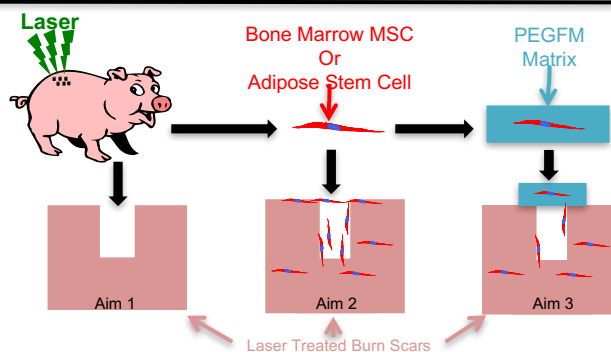 Laser
Bone Marrow MSC
Or
Adipose Stem Cell
PEGFM
Matrix
Aim 1
Aim 2
Aim 3
Laser Treated Burn Scars